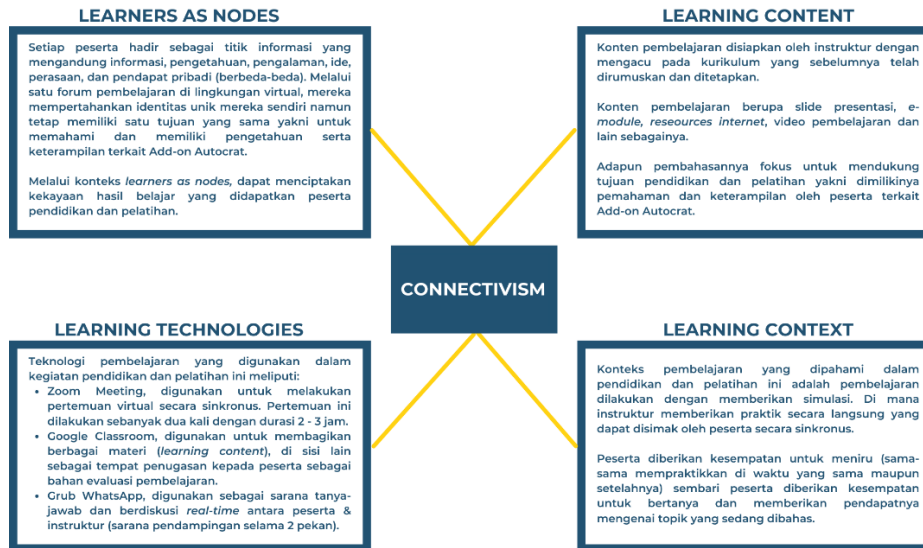 LEARNERS AS NODES
Setiap peserta hadir sebagai titik informasi yang
mengandung informasi, pengetahuan, pengalaman, ide,
perasaan, dan pendapat pribadi (berbeda-beda). Melalui
satu forum pembelajaran di lingkungan virtual, mereka
mempertahankan identitas unik mereka sendiri namun
tetap memiliki satu tujuan yang sama yakni untuk
memahami dan memiliki pengetahuan serta
keterampilan terkait Add-on Autocrat.
Melalui konteks learners as nodes, dapat menciptakan
kekayaan hasil belajar yang didapatkan peserta
pendidikan dan pelatihan.
LEARNING CONTENT
Konten pembelajaran disiapkan oleh instruktur dengan
mengacu pada kurikulum yang sebelumnya telah
dirumuskan dan ditetapkan.
Konten pembelajaran berupa slide presentasi, e-
module, reseources internet, video pembelajaran dan
lain sebagainya.
Adapun pembahasannya fokus untuk mendukung
tujuan pendidikan dan pelatihan yakni dimilikinya
pemahaman dan keterampilan oleh peserta terkait
Add-on Autocrat.
CONNECTIVISM
LEARNING TECHNOLOGIES
Teknologi pembelajaran yang digunakan dalam
kegiatan pendidikan dan pelatihan ini meliputi:
• Zoom Meeting, digunakan untuk melakukan
pertemuan virtual secara sinkronus. Pertemuan ini
dilakukan sebanyak dua kali dengan durasi 2 - 3 jam.
• Google Classroom, digunakan untuk membagikan
berbagai materi (learning content), di sisi lain
sebagai tempat penugasan kepada peserta sebagai
bahan evaluasi pembelajaran.
• Grub WhatsApp, digunakan sebagai sarana tanya-
jawab dan berdiskusi real-time antara peserta &
instruktur (sarana pendampingan selama 2 pekan).
LEARNING CONTEXT
Konteks pembelajaran yang dipahami dalam
pendidikan dan pelatihan ini adalah pembelajaran
dilakukan dengan memberikan simulasi. Di mana
instruktur memberikan praktik secara langsung yang
dapat disimak oleh peserta secara sinkronus.
Peserta diberikan kesempatan untuk meniru (sama-
sama mempraktikkan di waktu yang sama maupun
setelahnya) sembari peserta diberikan kesempatan
untuk bertanya dan memberikan pendapatnya
mengenai topik yang sedang dibahas.